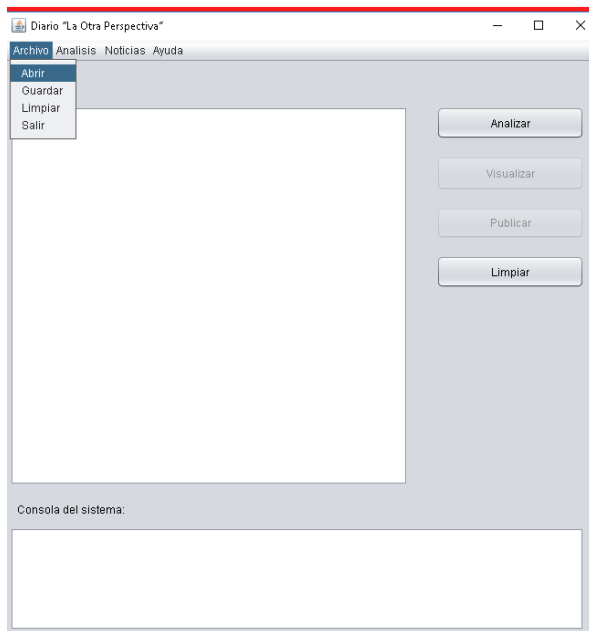 Diario "La Otra Perspectiva"
Archivo Analisis Noticias Ayuda
Abrir
Guardar
Limpiar
Salir
Analizar
Visualizar
Publicar
Limpiar
Consola del sistema: